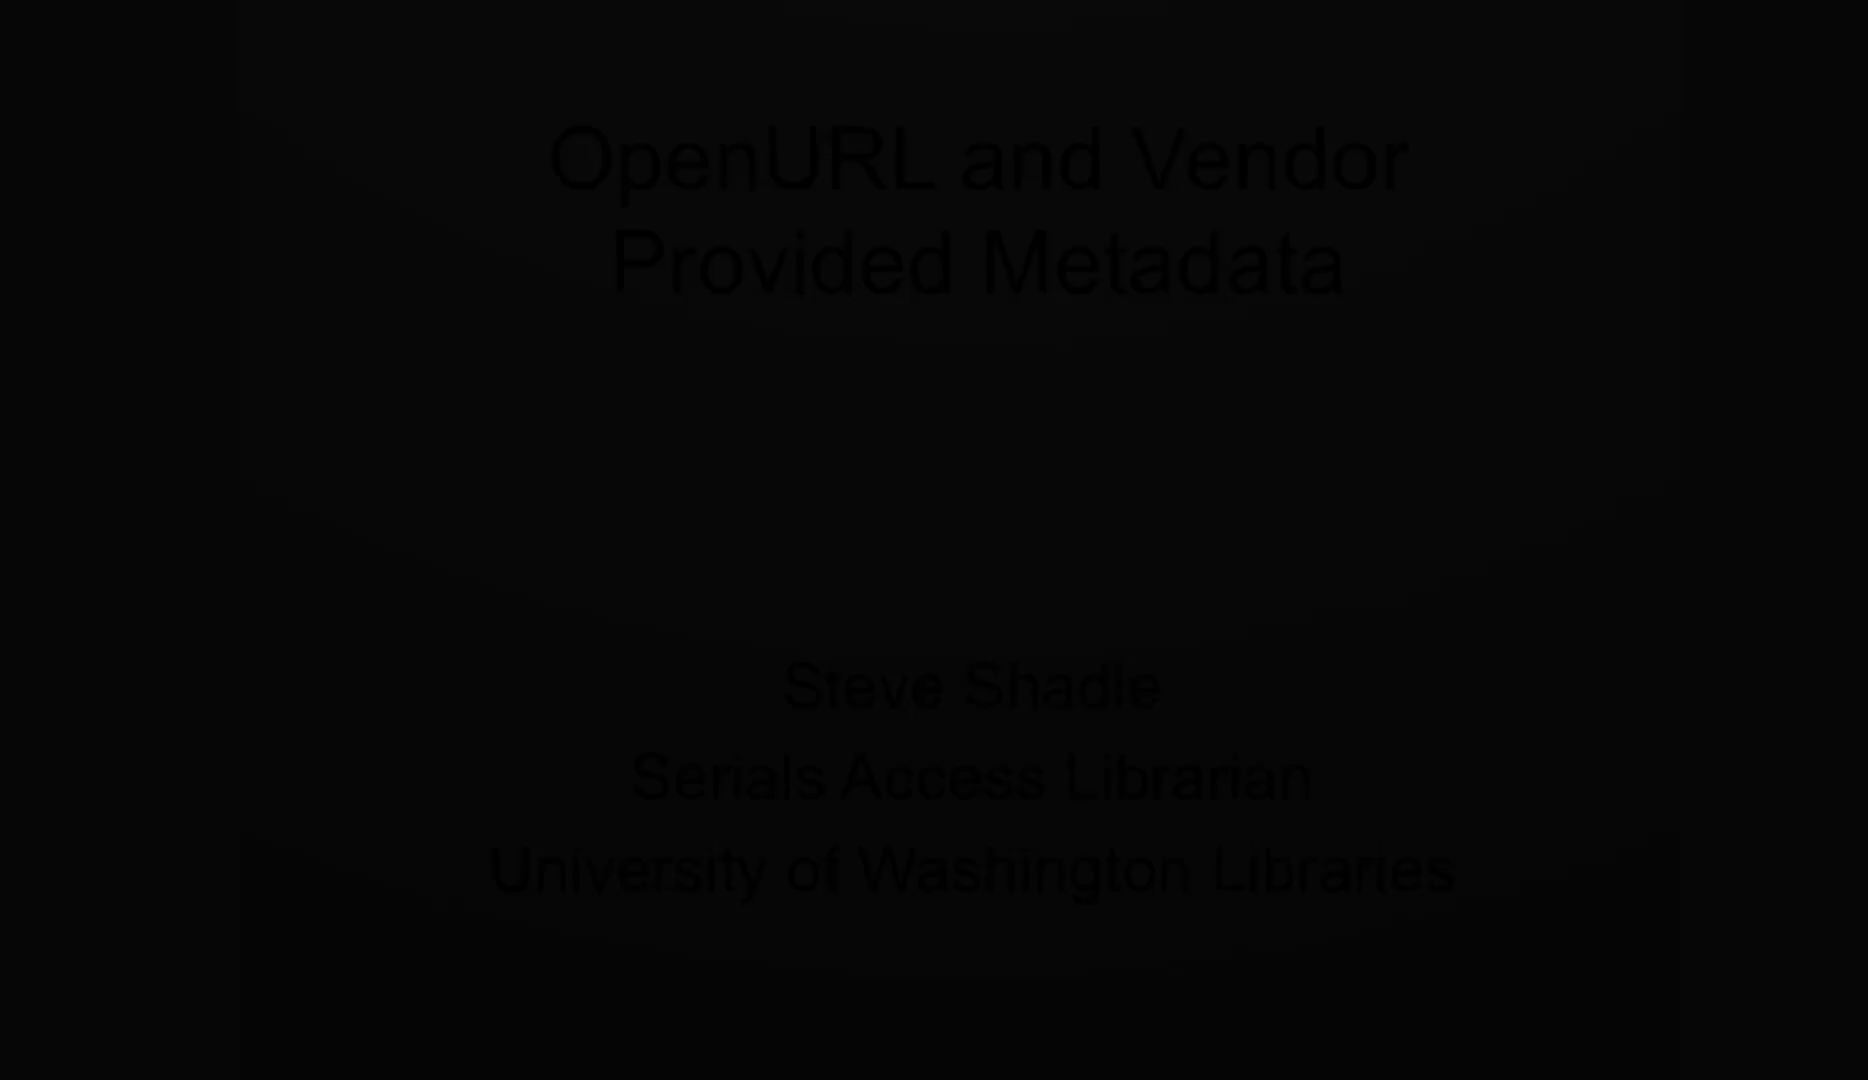 OpenURL and Vendor
Provided Metadata
Steve Shadle
Serials Access Librarian
University of Washington Libraries